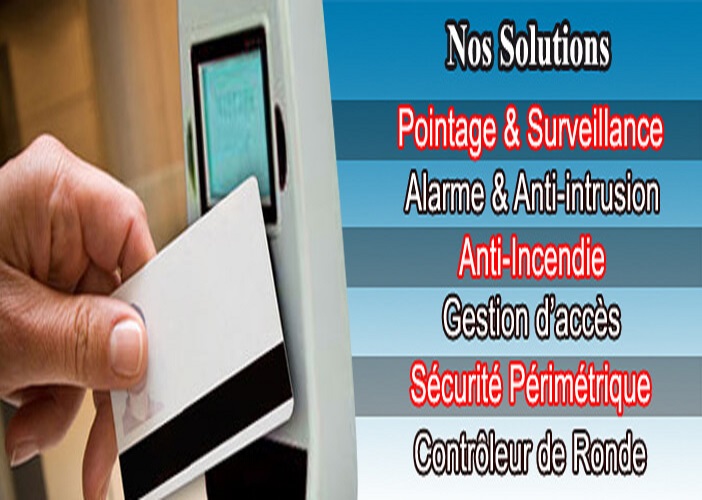 Nos Solutions
Pointage & Surveillance
Alarme & Anti-intrusion
Anti-Incendie
Gestion d'accès
Sécurité Périmétrique
Contrôleur de Ronde